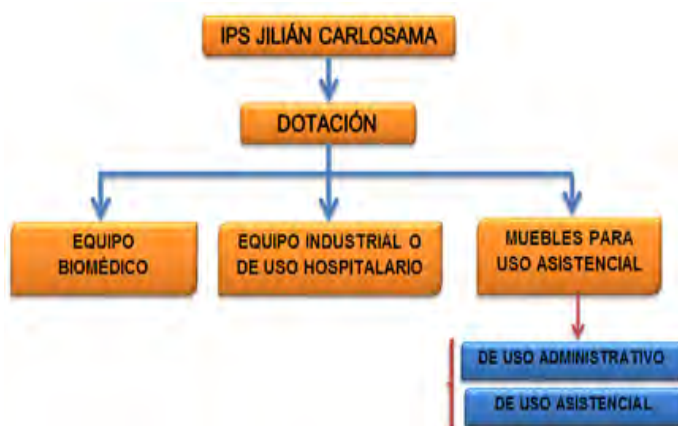 IPS JILIÁN CARLOSAMA
DOTACIÓN
EQUIPO
BIOMÉDICO
EQUIPO INDUSTRIAL O
DE USO HOSPITALARIO
MUEBLES PARA
USO ASISTENCIAL
DE USO ADMINISTRATIVO
DE USO ASISTENCIAL